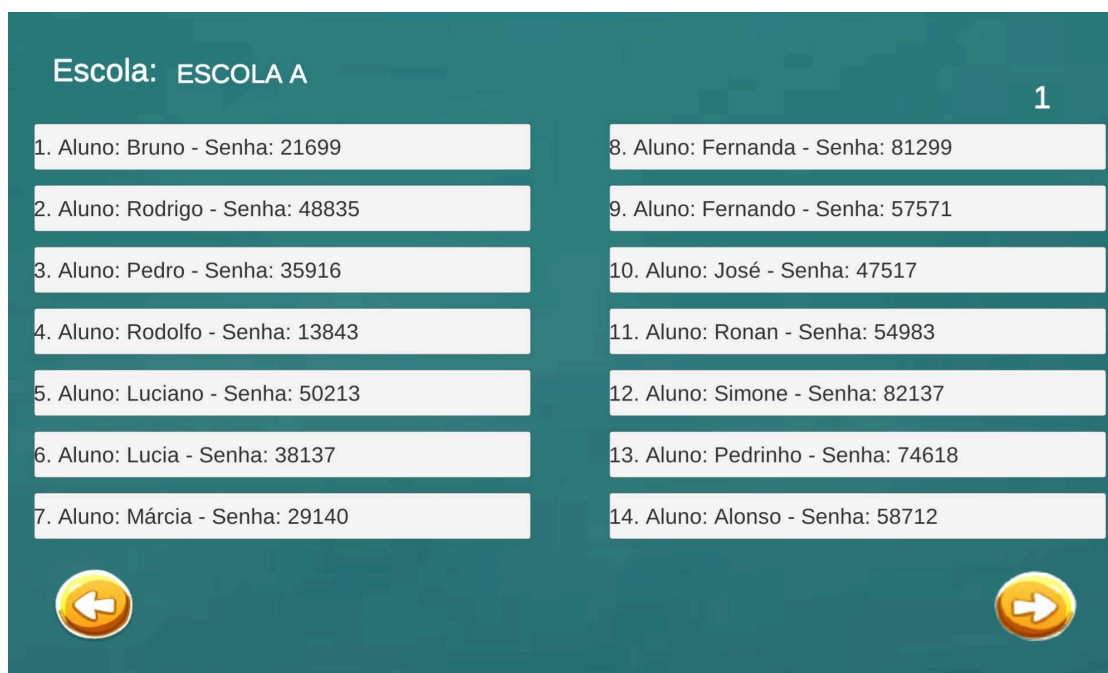 Escola: ESCOLA A
1
1. Aluno: Bruno - Senha: 21699
2. Aluno: Rodrigo - Senha: 48835
3. Aluno: Pedro - Senha: 35916
4. Aluno: Rodolfo - Senha: 13843
5. Aluno: Luciano - Senha: 50213
6. Aluno: Lucia - Senha: 38137
7. Aluno: Márcia - Senha: 29140
8. Aluno: Fernanda - Senha: 81299
9. Aluno: Fernando - Senha: 57571
10. Aluno: José - Senha: 47517
11. Aluno: Ronan - Senha: 54983
12. Aluno: Simone - Senha: 82137
13. Aluno: Pedrinho - Senha: 74618
14. Aluno: Alonso - Senha: 58712